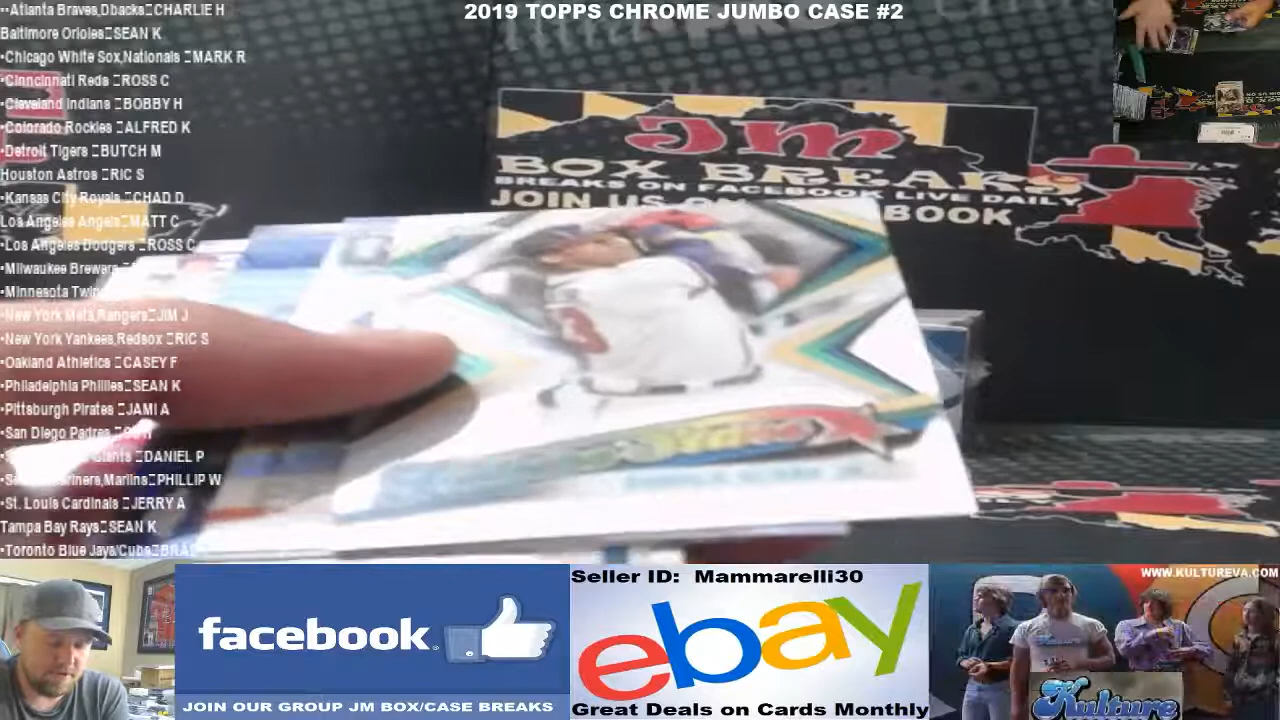 2019 TOPPS CHROME JUMBO CASE #2
••Atlanta Braves,Dbacks CHARLIE H
Baltimore Orioles SEAN K
•Chicago White Sox,Nationals MARK R
•Cinncinnati Reds ROSS C
•Cleveland Indians BOBBY H
•Colorado Rockies ALFRED K
•Detroit Tigers BUTCH M
Houston Astros ERIC S
•Kansas City Royals CHAD D
Los Angeles Angels MATT C
•Los Angeles Dodgers ROSS C
•Milwaukee Brewers
•Minnesota Twins
•New York Mets,Rangers JIM J
•New York Yankees,Redsox ERIC S
•Oakland Athletics CASEY F
•Philadelphia Phillies SEAN K
•Pittsburgh Pirates JAMI A
•San Diego Padres
DANIEL P
Mariners,Marlins PHILLIP W
•St. Louis Cardinals JERRY A
Tampa Bay Rays SEAN K
•Toronto Blue Jays/Cubs
JM
BOX BREAKS
BREAKS ON FACEBOOK LIVE DAILY
JOIN US ON BOOK
facebook
JOIN OUR GROUP JM BOX/CASE BREAKS
Seller ID: Mammarelli30
ebay
Great Deals on Cards Monthly
WWW.KULTUREVA.COM
Kulture